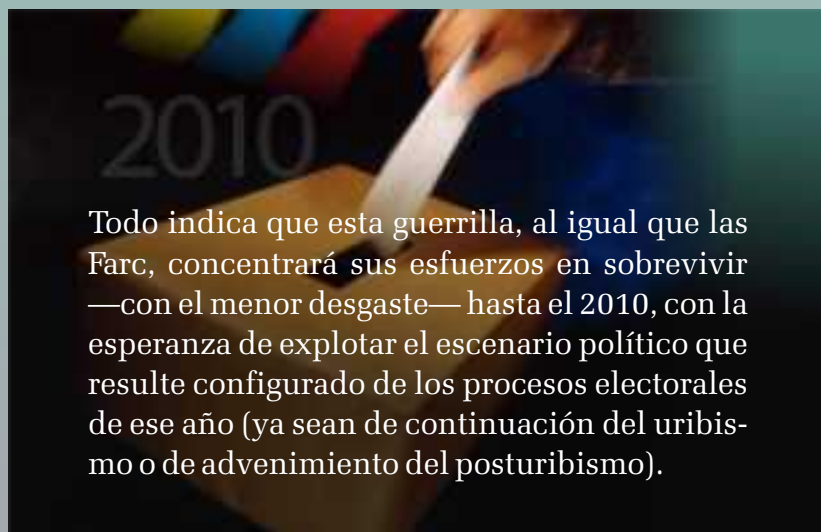 2010
Todo indica que esta guerrilla, al igual que las
Farc, concentrará sus esfuerzos en sobrevivir
—con el menor desgaste— hasta el 2010, con la
esperanza de explotar el escenario político que
resulte configurado de los procesos electorales
de ese año (ya sean de continuación del uribis-
mo o de advenimiento del posturibismo).